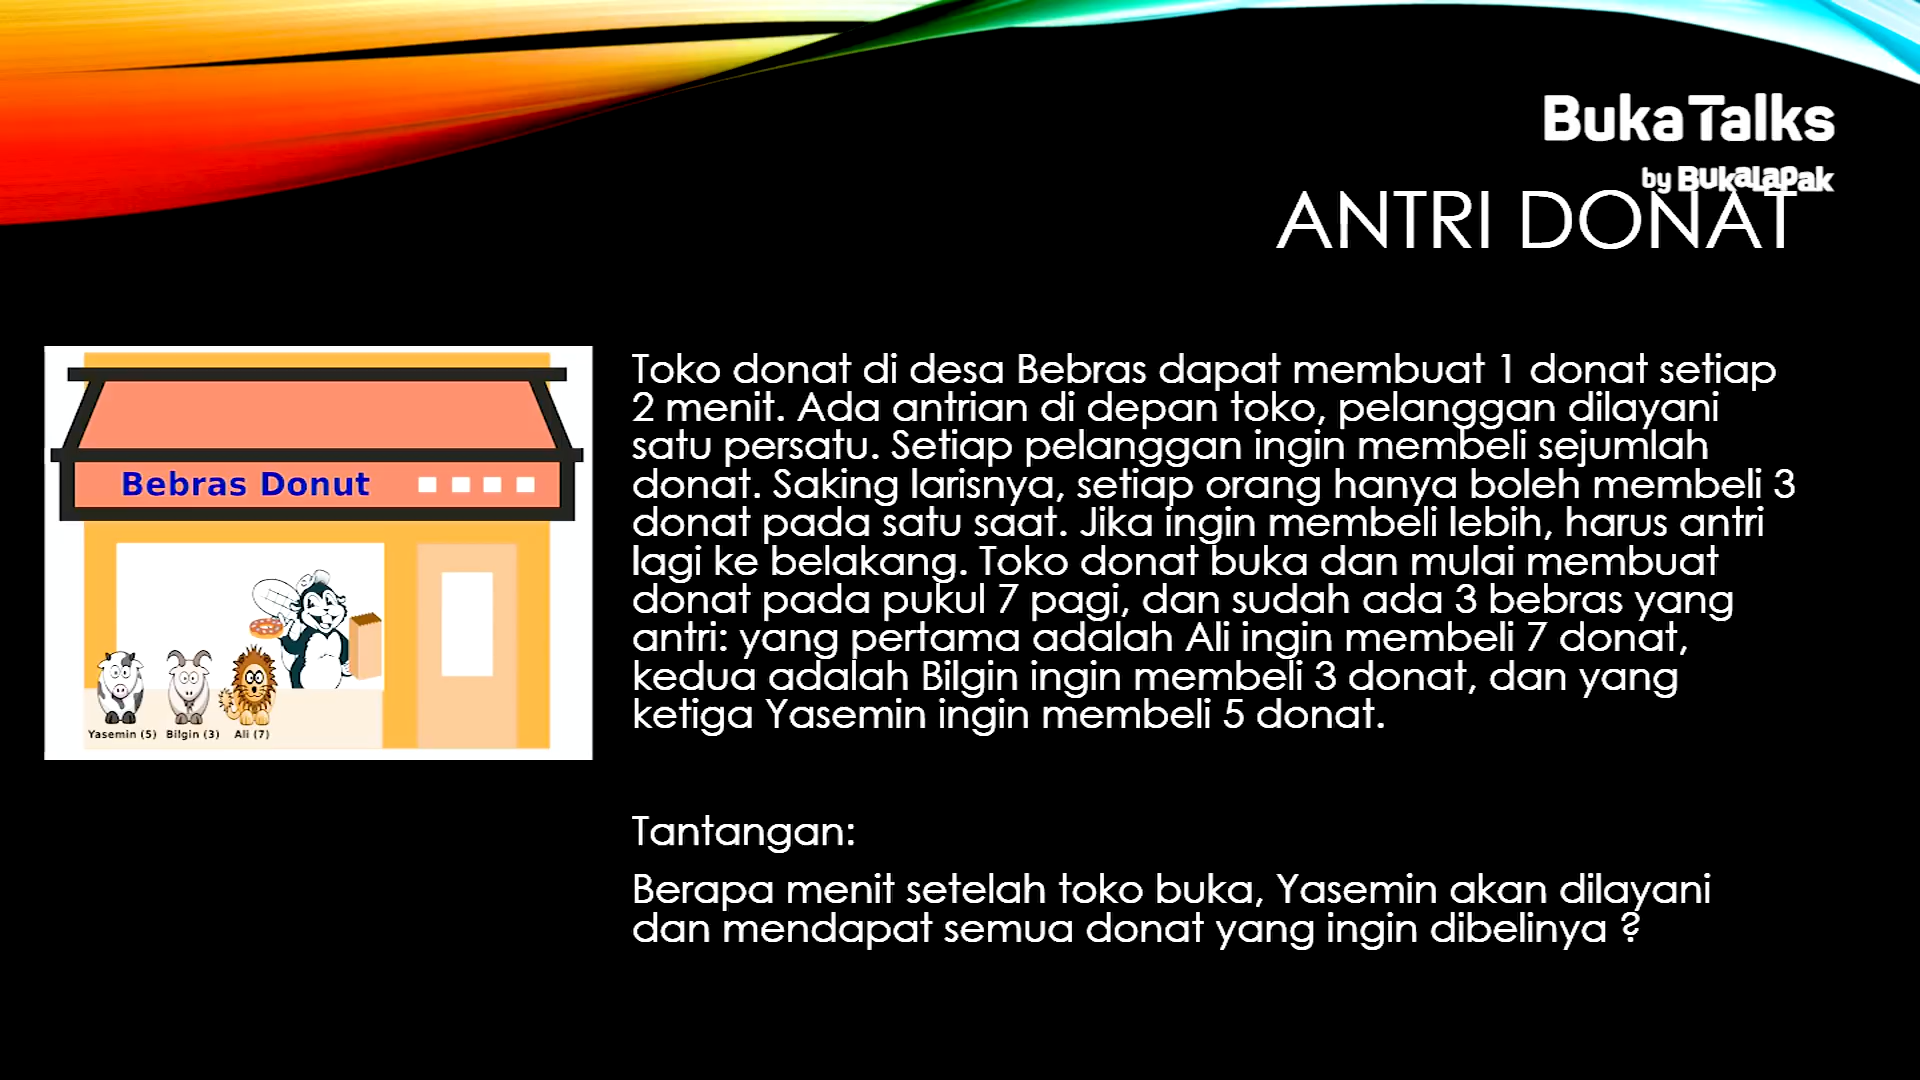 BukaTalks
by Bukalapak
ANTRI DONAT
Bebras Donut
Yasemin (5) Bilgin (3) Ali (7)
Toko donat di desa Bebras dapat membuat 1 donat setiap
2 menit. Ada antrian di depan toko, pelanggan dilayani
satu persatu. Setiap pelanggan ingin membeli sejumlah
donat. Saking larisnya, setiap orang hanya boleh membeli 3
donat pada satu saat. Jika ingin membeli lebih, harus antri
lagi ke belakang. Toko donat buka dan mulai membuat
donat pada pukul 7 pagi, dan sudah ada 3 bebras yang
antri: yang pertama adalah Ali ingin membeli 7 donat,
kedua adalah Bilgin ingin membeli 3 donat, dan yang
ketiga Yasemin ingin membeli 5 donat.
Tantangan:
Berapa menit setelah toko buka, Yasemin akan dilayani
dan mendapat semua donat yang ingin dibelinya ?